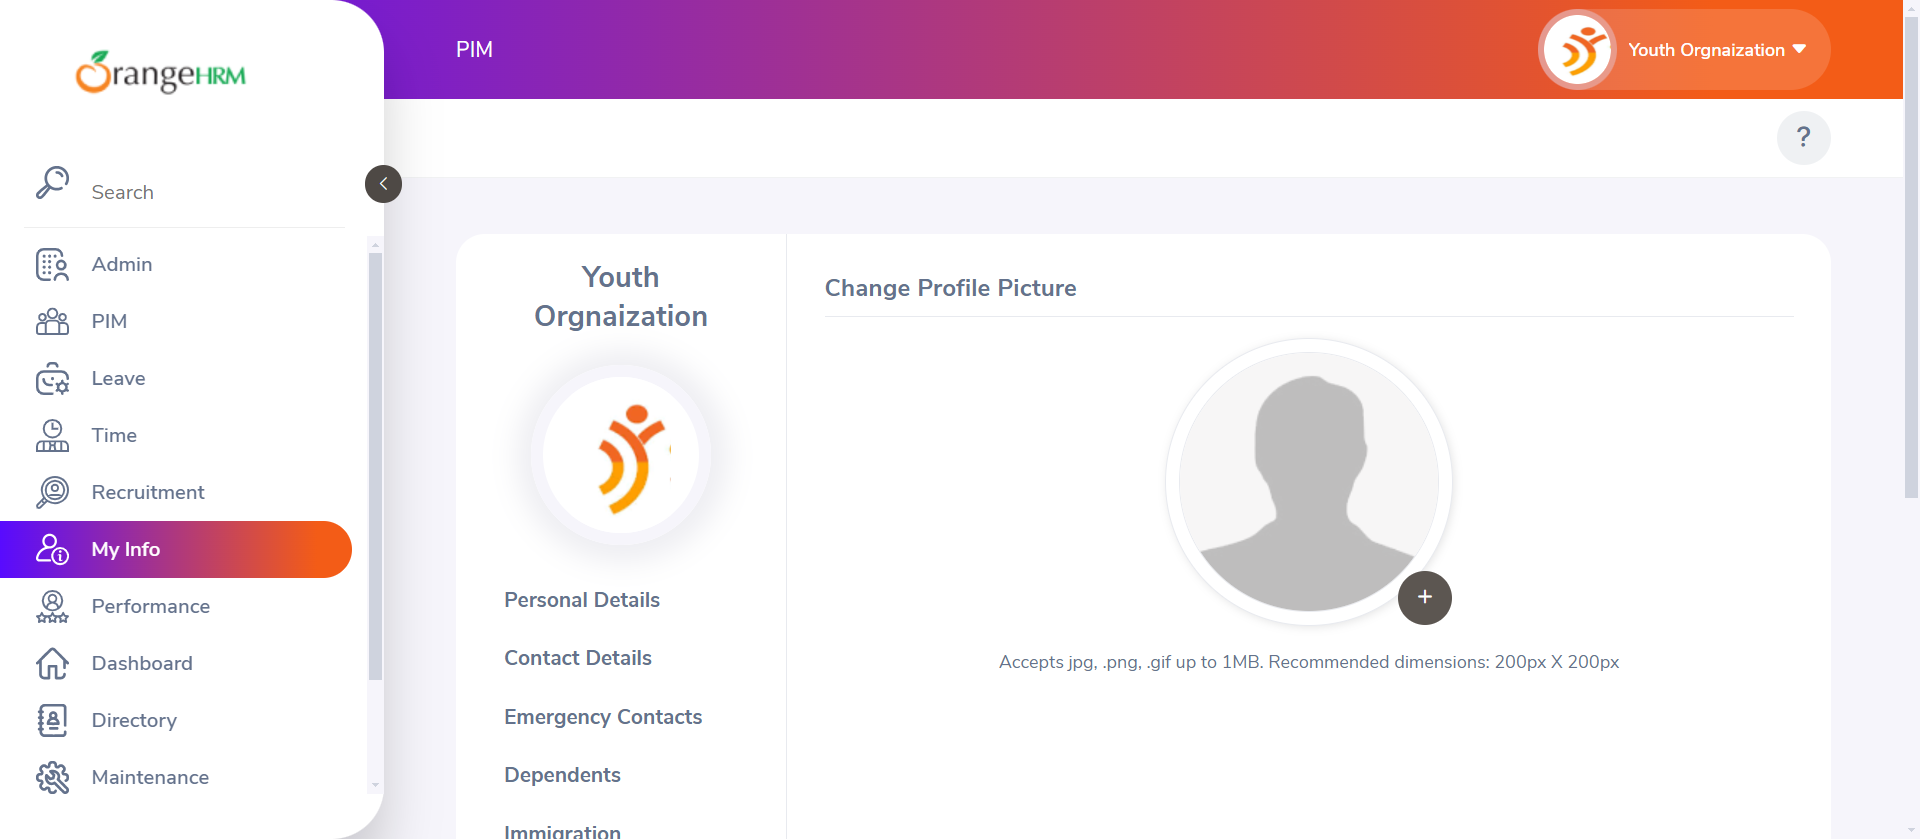 OrangeHRM
PIM
Youth Orgnaization
?
Search
Admin
PIM
Leave
Time
Recruitment
My Info
Performance
Dashboard
Directory
Maintenance
Youth
Orgnaization
Personal Details
Contact Details
Emergency Contacts
Dependents
Immigration
Change Profile Picture
+
Accepts jpg, .png, .gif up to 1MB. Recommended dimensions: 200px X 200px